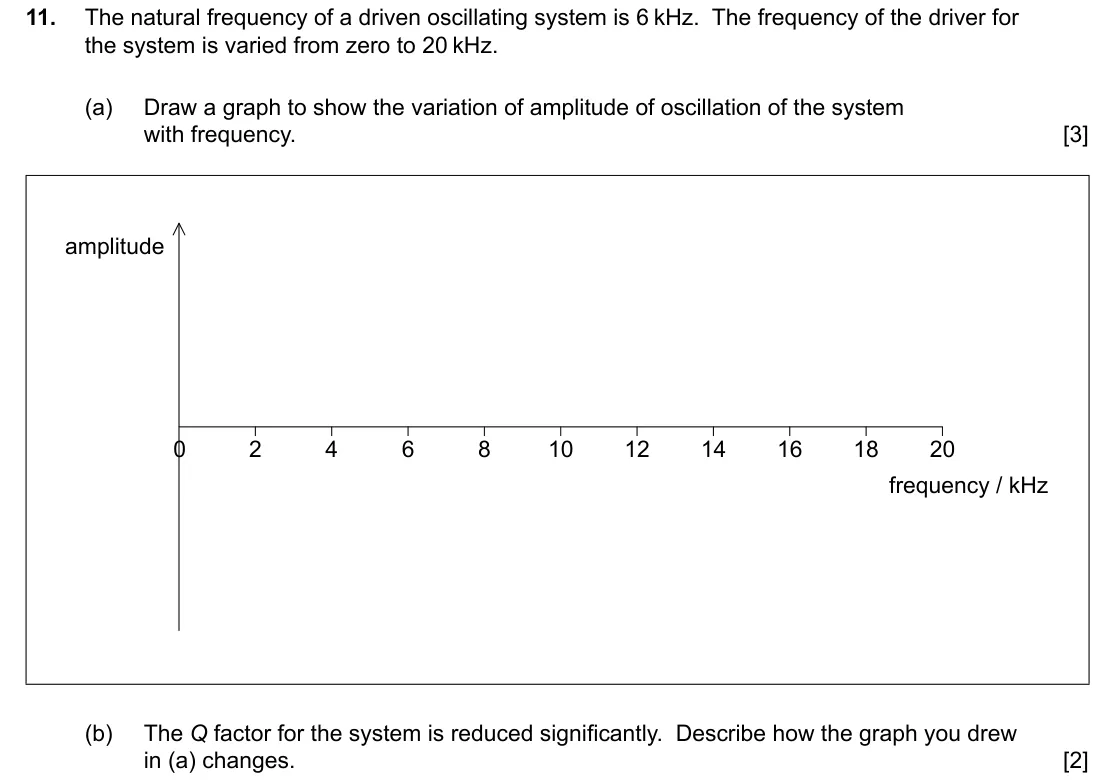 11. The natural frequency of a driven oscillating system is 6 kHz. The frequency of the driver for
the system is varied from zero to 20 kHz.
(a) Draw a graph to show the variation of amplitude of oscillation of the system
with frequency. [3]
amplitude
0 2 4 6 8 10 12 14 16 18 20
frequency / kHz
(b) The Q factor for the system is reduced significantly. Describe how the graph you drew
in (a) changes. [2]